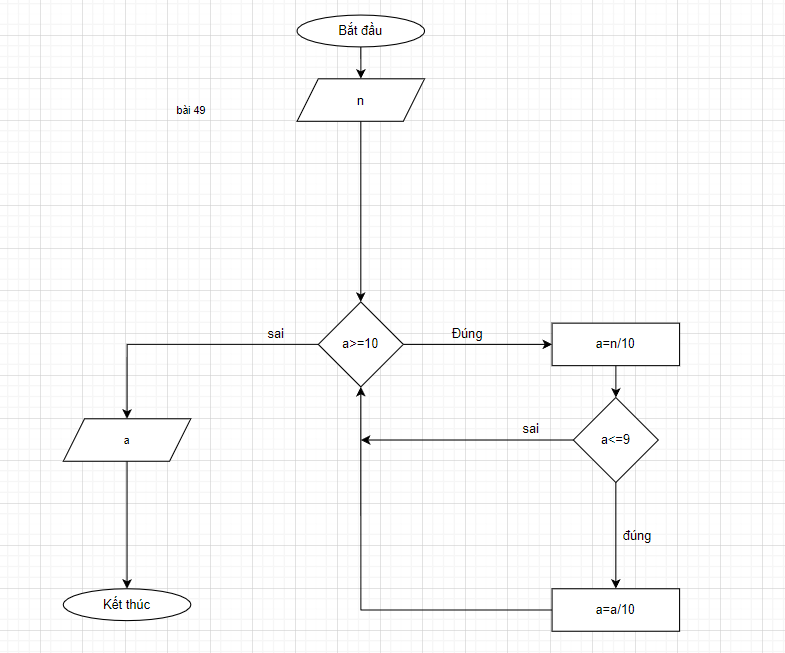 Bắt đầu
n
bài 49
a>=10
sai
Đúng
a=n/10
a<=9
sai
đúng
a=a/10
a
Kết thúc